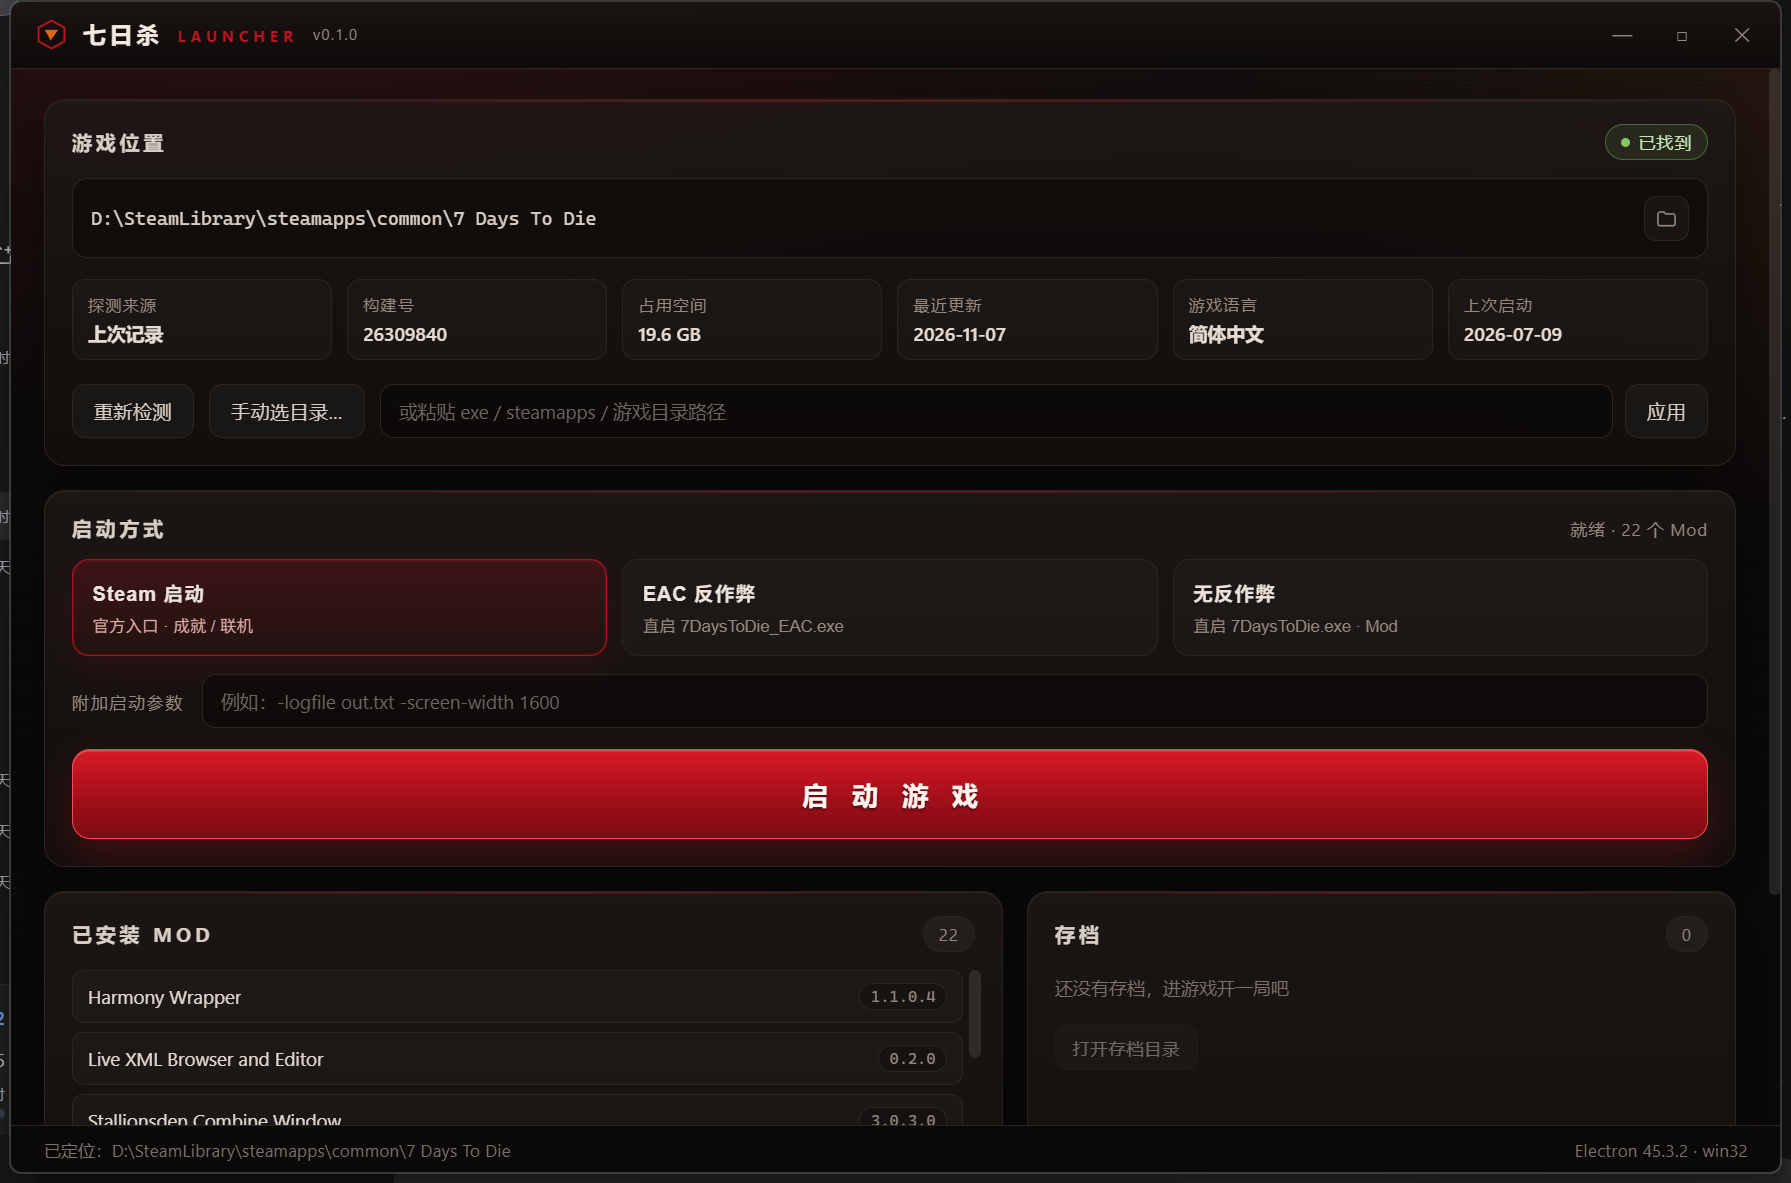 七日杀 LAUNCHER v0.1.0
游戏位置
已找到
D:\SteamLibrary\steamapps\common\7 Days To Die
探测来源 构建号 占用空间 最近更新 游戏语言 上次启动
上次记录 26309840 19.6 GB 2026-11-07 简体中文 2026-07-09
重新检测 手动选目录... 或粘贴 exe / steamapps / 游戏目录路径 应用
启动方式 就绪 · 22 个 Mod
Steam 启动 EAC 反作弊 无反作弊
官方入口 · 成就 / 联机 直启 7DaysToDie_EAC.exe 直启 7DaysToDie.exe · Mod
附加启动参数 例如：-logfile out.txt -screen-width 1600
启动游戏
已安装 MOD 22
Harmony Wrapper 1.1.0.4
Live XML Browser and Editor 0.2.0
Stallionsden Combine Window 3.0.3.0
存档 0
还没有存档，进游戏开一局吧
打开存档目录
已定位：D:\SteamLibrary\steamapps\common\7 Days To Die Electron 45.3.2 · win32